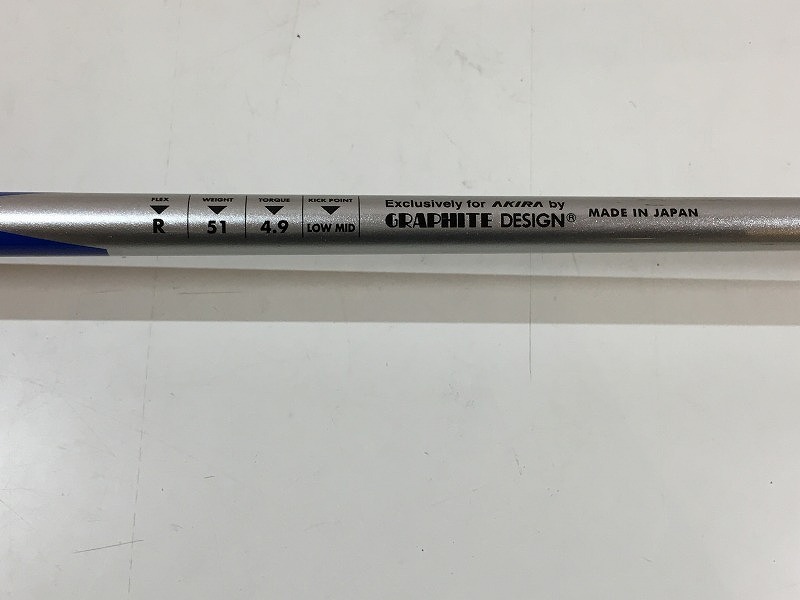 FLEX WEIGHT TORQUE KICK POINT
R 51 4.9 LOW MID
Exclusively for AKIRA by
GRAPHITE DESIGN® MADE IN JAPAN